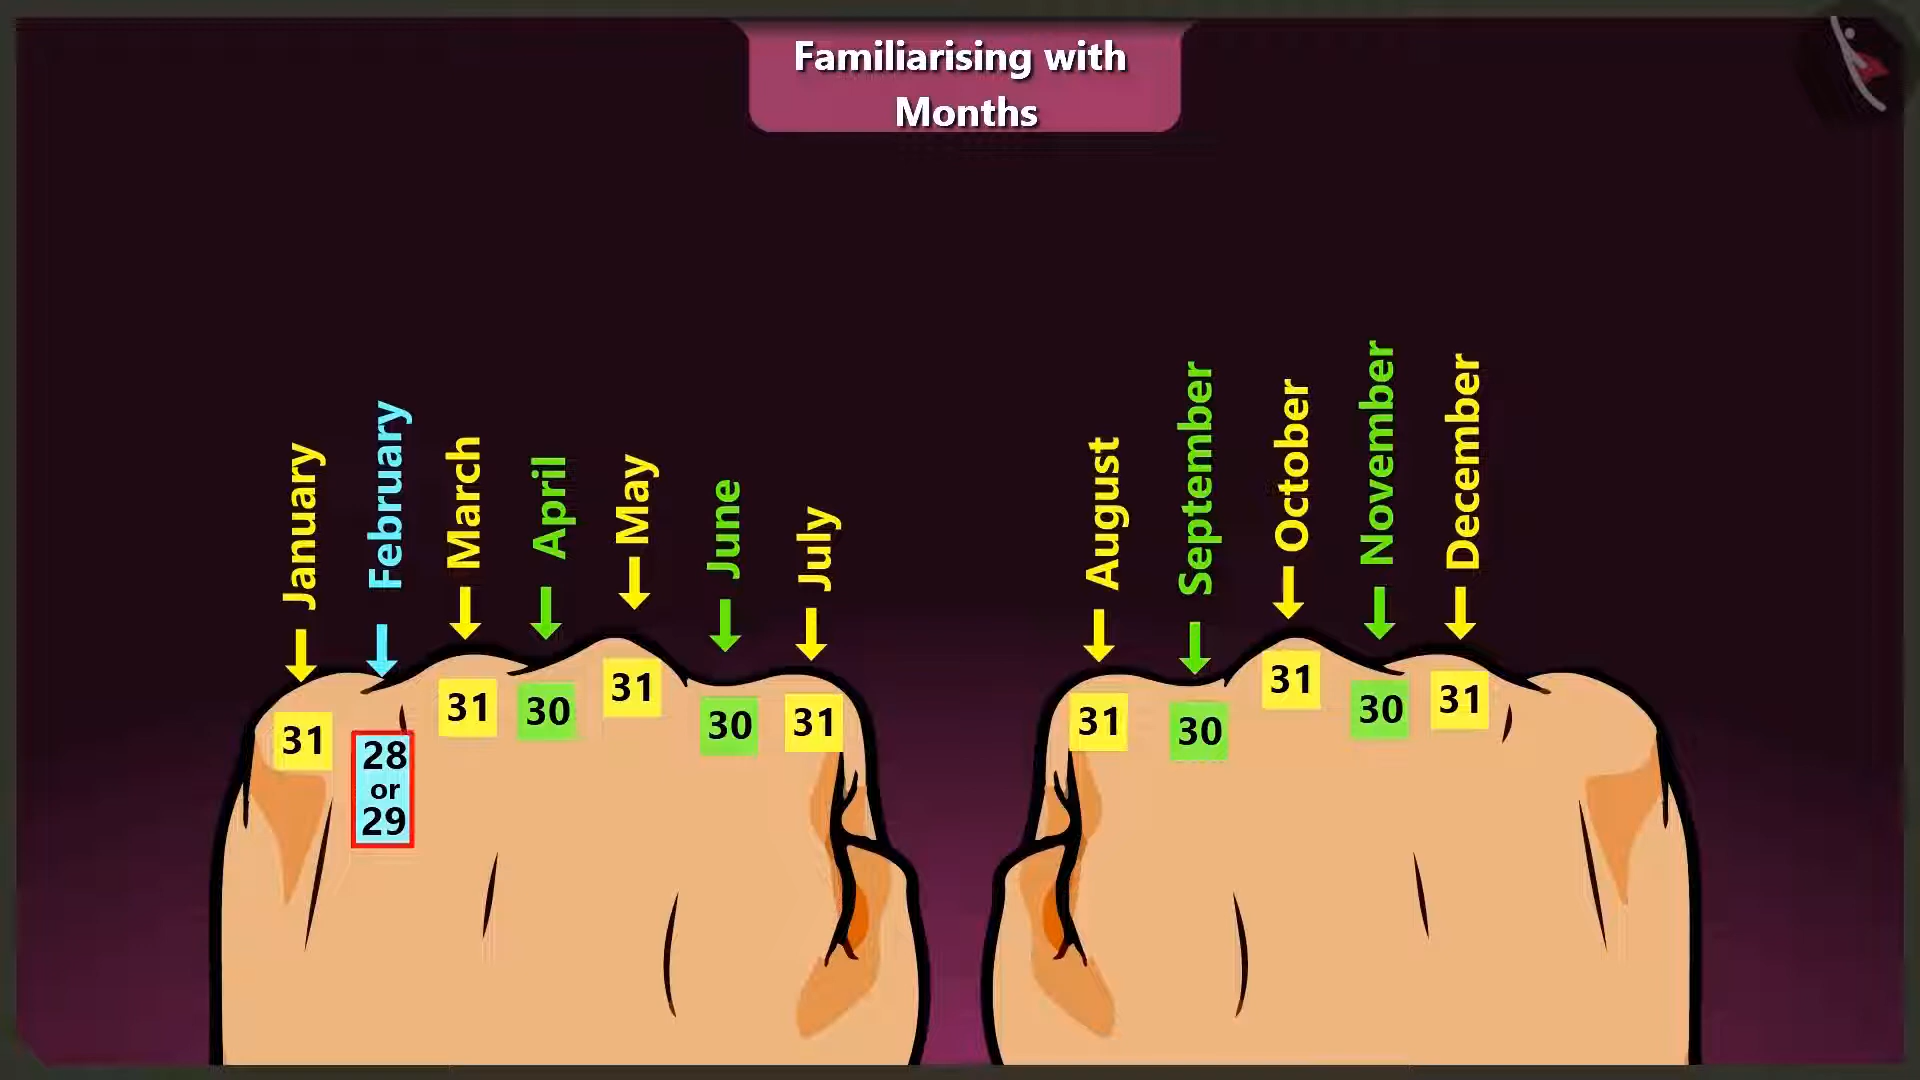 Familiarising with
Months
January
February
March
April
May
June
July
August
September
October
November
December
31
28
or
29
31
30
31
30
31
31
30
31
30
31